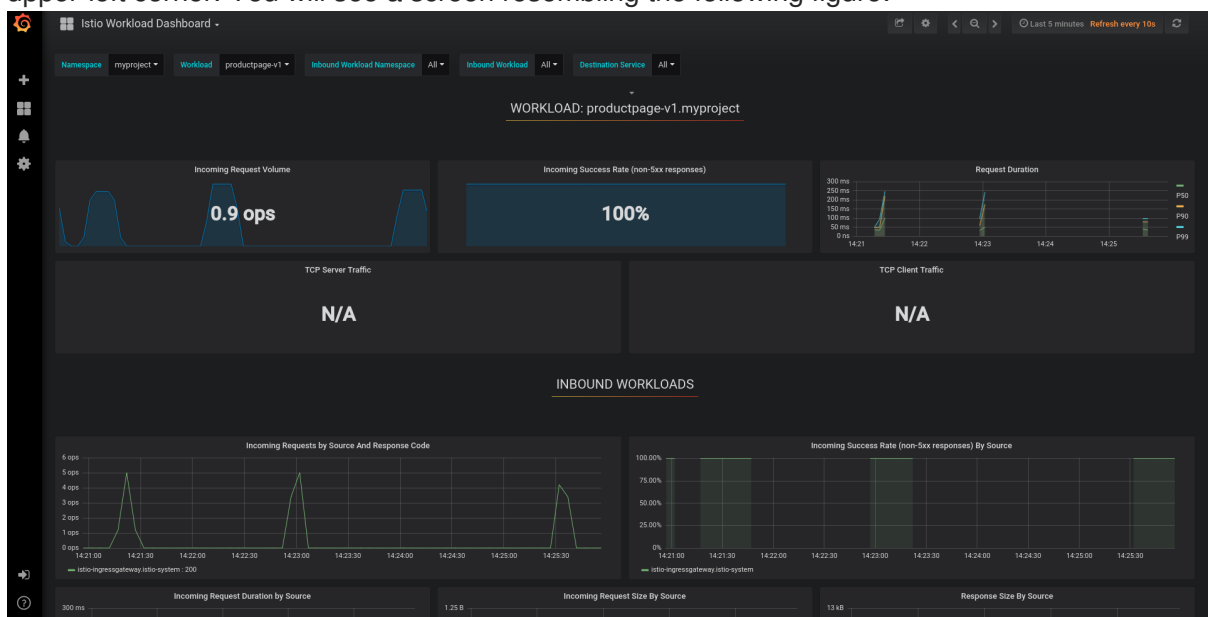 upper left corner. You will see a screen resembling the following figure:
Istio Workload Dashboard
Last 5 minutes Refresh every 10s
Namespace myproject Workload productpage-v1 Inbound Workload Namespace All Inbound Workload All Destination Service All
WORKLOAD: productpage-v1.myproject
Incoming Request Volume
0.9 ops
Incoming Success Rate (non-5xx responses)
100%
Request Duration
300 ms
250 ms
200 ms
150 ms
100 ms
50 ms
0 ns
14:21 14:22 14:23 14:24 14:25
P50
P90
P99
TCP Server Traffic
N/A
TCP Client Traffic
N/A
INBOUND WORKLOADS
Incoming Requests by Source And Response Code
6 ops
5 ops
4 ops
3 ops
2 ops
1 ops
0 ops
14:21:00 14:21:30 14:22:00 14:22:30 14:23:00 14:23:30 14:24:00 14:24:30 14:25:00 14:25:30
istio-ingressgateway.istio-system : 200
Incoming Success Rate (non-5xx responses) By Source
100.00%
75.00%
50.00%
25.00%
0%
14:21:00 14:21:30 14:22:00 14:22:30 14:23:00 14:23:30 14:24:00 14:24:30 14:25:00 14:25:30
istio-ingressgateway.istio-system
Incoming Request Duration by Source
300 ms
Incoming Request Size By Source
1.25 B
Response Size By Source
13 kB